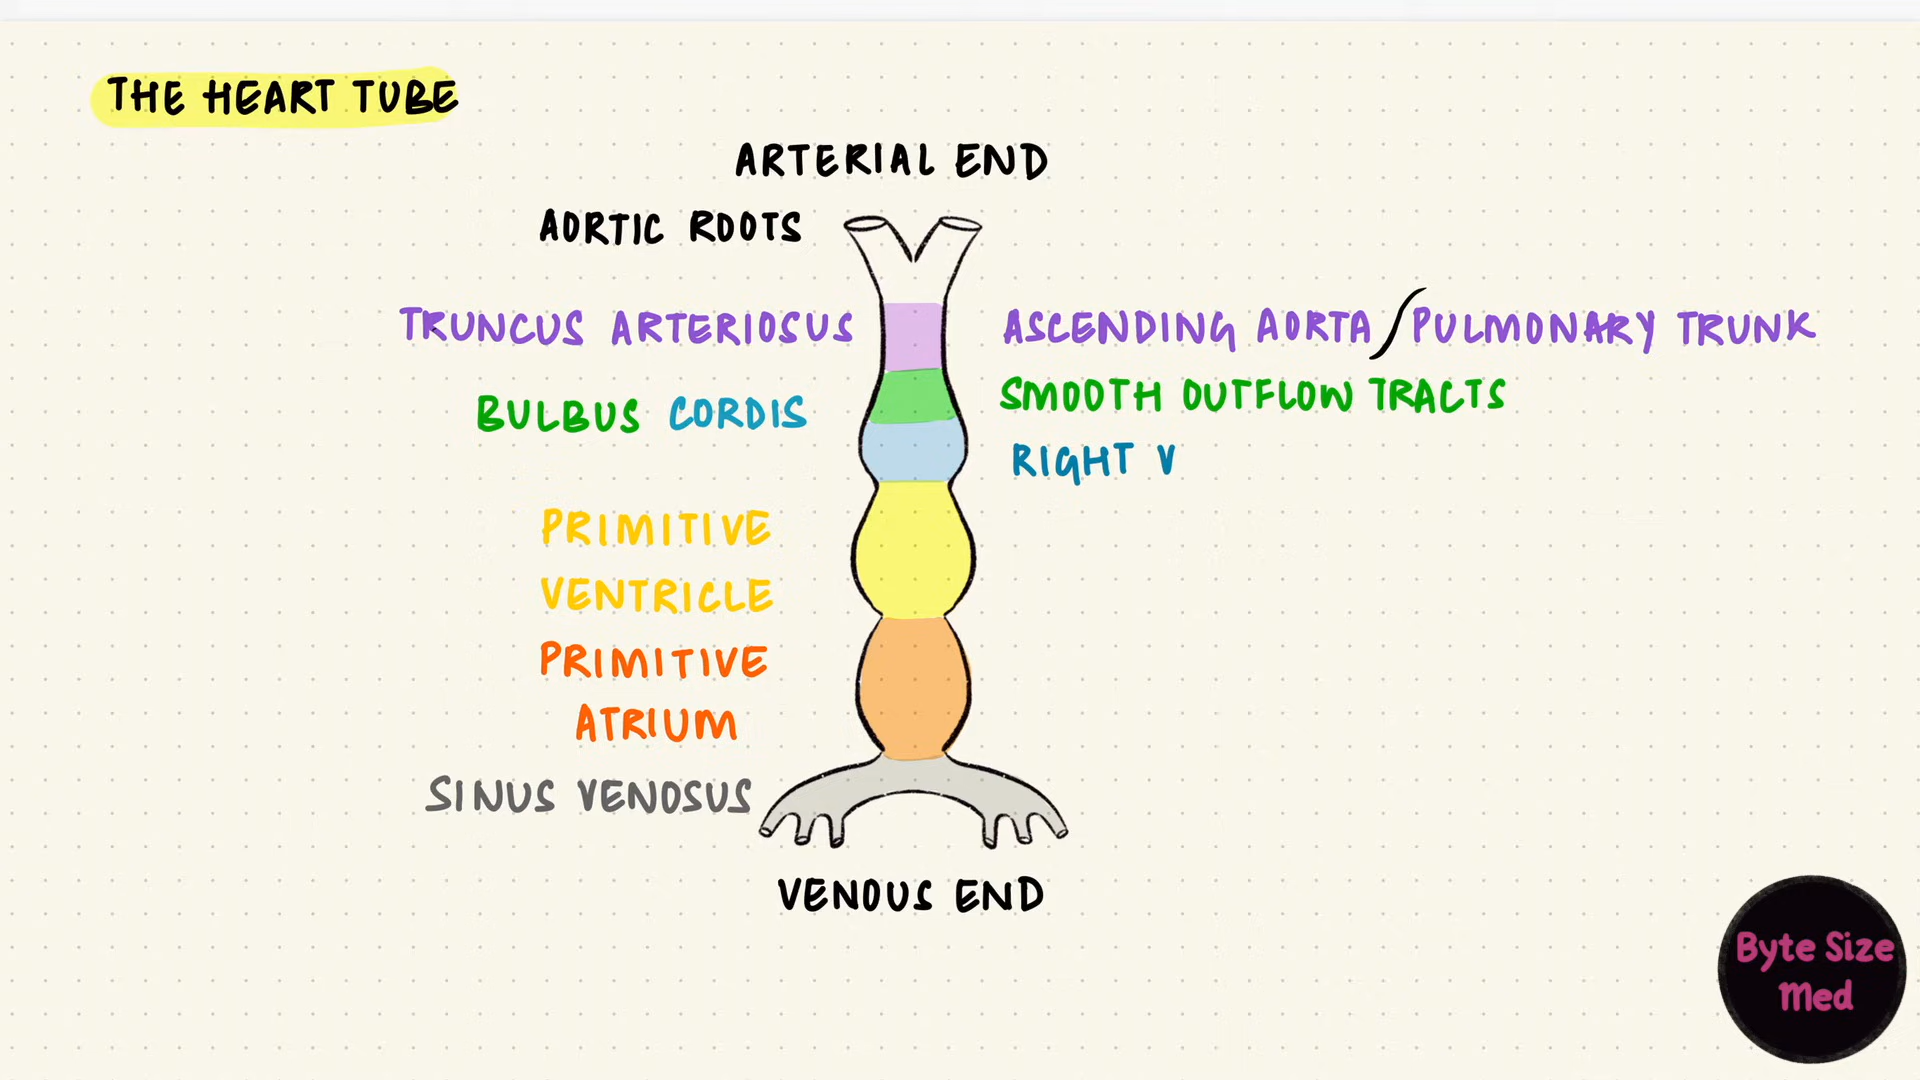 THE HEART TUBE
ARTERIAL END
AORTIC ROOTS
TRUNCUS ARTERIOSUS
ASCENDING AORTA/PULMONARY TRUNK
BULBUS CORDIS
SMOOTH OUTFLOW TRACTS
RIGHT V
PRIMITIVE
VENTRICLE
PRIMITIVE
ATRIUM
SINUS VENOSUS
VENOUS END
Byte Size
Med